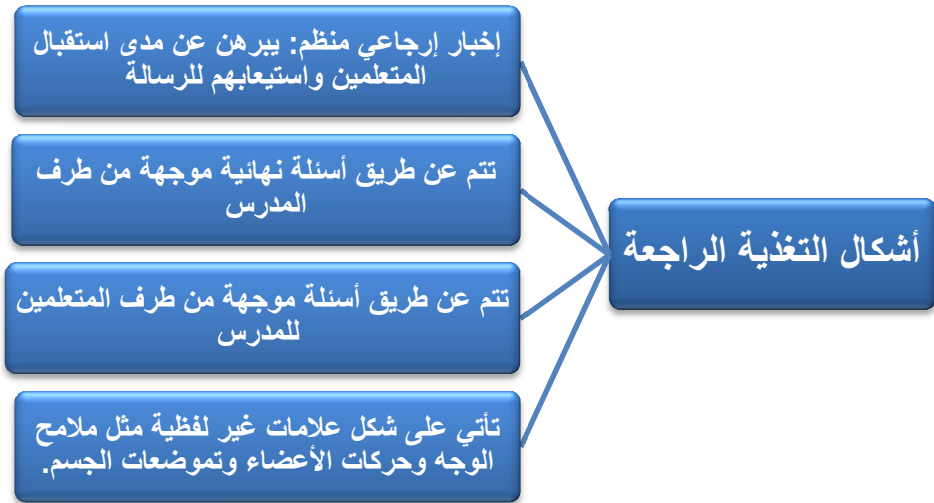 أشكال التغذية الراجعة
إخبار إرجاعي منظم: يبرهن عن مدى استقبال
المتعلمين واستيعابهم للرسالة
تتم عن طريق أسئلة نهائية موجهة من طرف
المدرس
تتم عن طريق أسئلة موجهة من طرف المتعلمين
للمدرس
تأتي على شكل علامات غير لفظية مثل ملامح
الوجه وحركات الأعضاء وتموضعات الجسم.